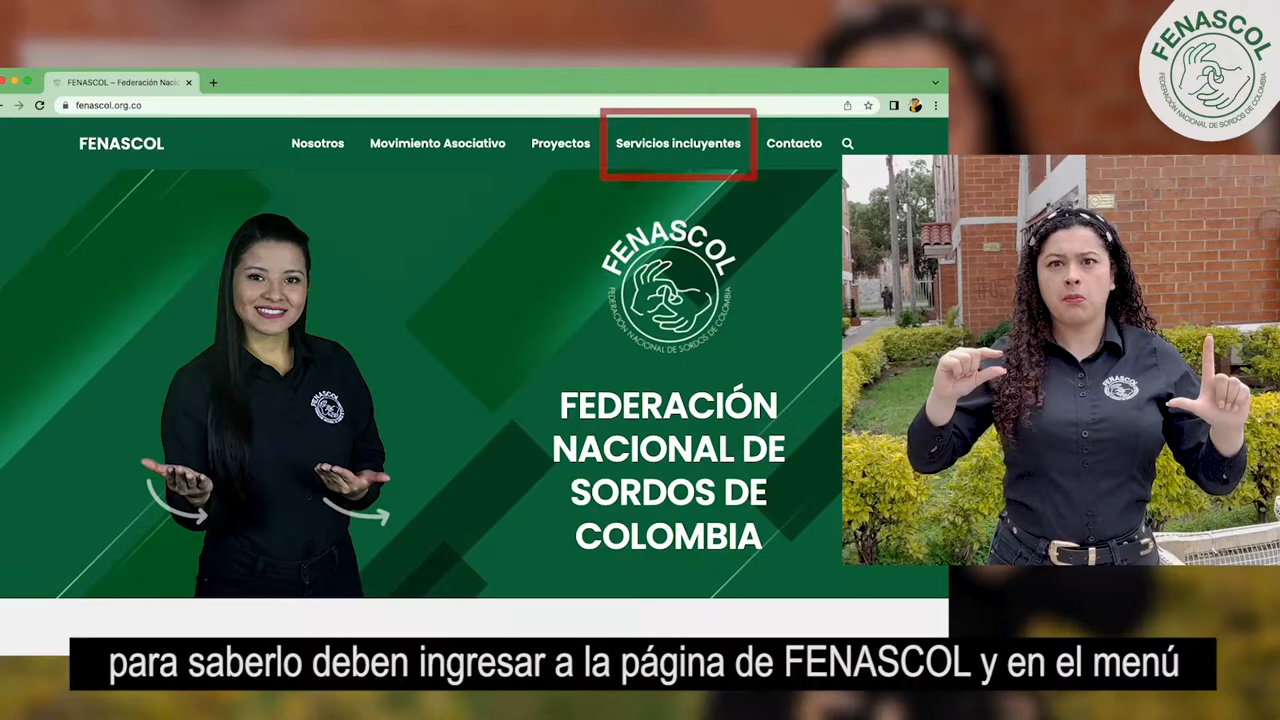 FENASCOL
FEDERACIÓN NACIONAL DE SORDOS DE COLOMBIA
FENASCOL – Federación Nacio
fenascol.org.co
FENASCOL
Nosotros
Movimiento Asociativo
Proyectos
Servicios incluyentes
Contacto
FENASCOL
FEDERACIÓN NACIONAL DE SORDOS DE COLOMBIA
FEDERACIÓN
NACIONAL DE
SORDOS DE
COLOMBIA
FENASCOL
FENASCOL
para saberlo deben ingresar a la página de FENASCOL y en el menú